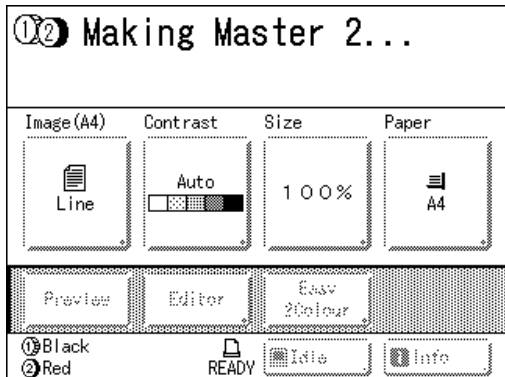 ①② Making Master 2...
Image(A4) Contrast Size Paper
Line Auto 100% A4
Preview Editor Easy 2Colour
①Black
②Red READY Idle Info